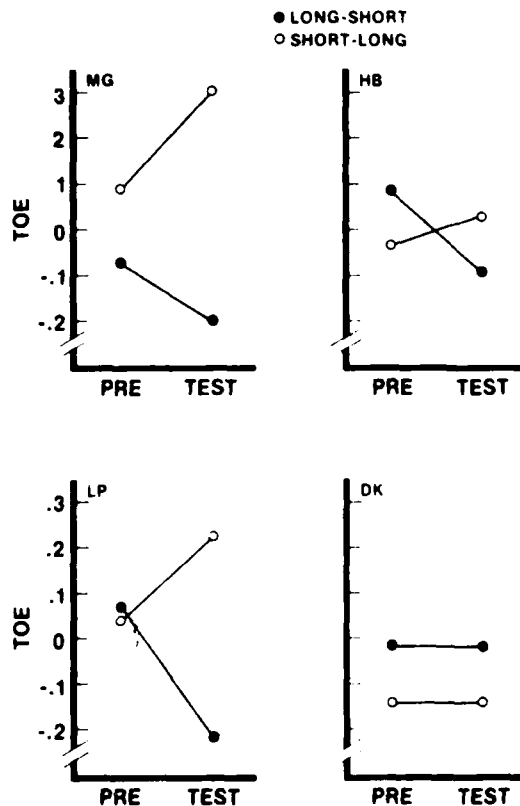 ● LONG-SHORT
○ SHORT-LONG
MG
HB
3
2
1
0
-.1
-.2
TOE
PRE TEST
PRE TEST
LP
DK
.3
.2
.1
0
-.1
-.2
TOE
PRE TEST
PRE TEST